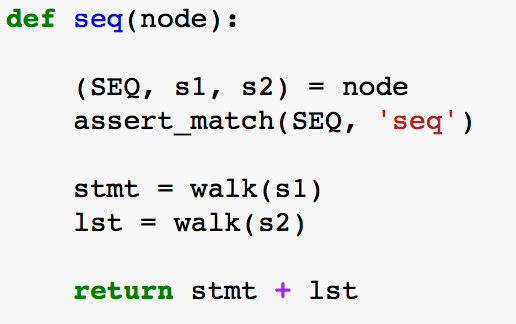 def seq(node):
    (SEQ, s1, s2) = node
    assert_match(SEQ, 'seq')
    stmt = walk(s1)
    lst = walk(s2)
    return stmt + lst